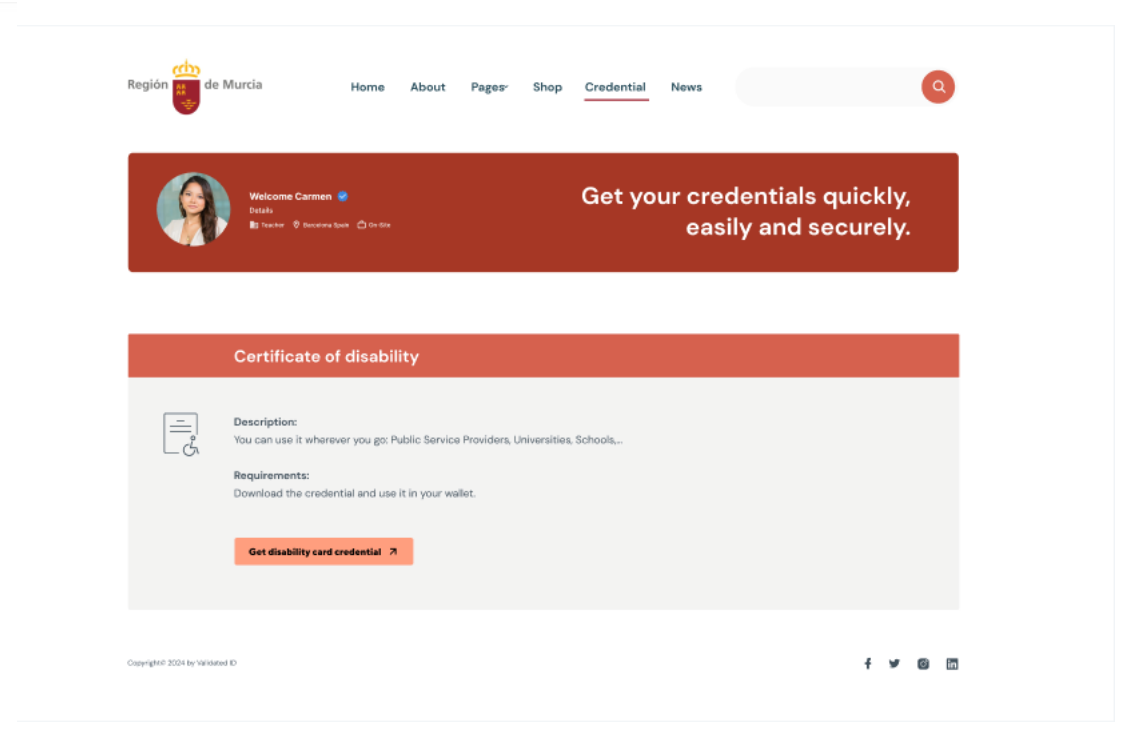 Región de Murcia
Home About Pages Shop Credential News
Welcome Carmen
Details
Teacher Barcelona Spain On-Site
Get your credentials quickly,
easily and securely.
Certificate of disability
Description:
You can use it wherever you go: Public Service Providers, Universities, Schools,...
Requirements:
Download the credential and use it in your wallet.
Get disability card credential
Copyright© 2024 by Validated ID